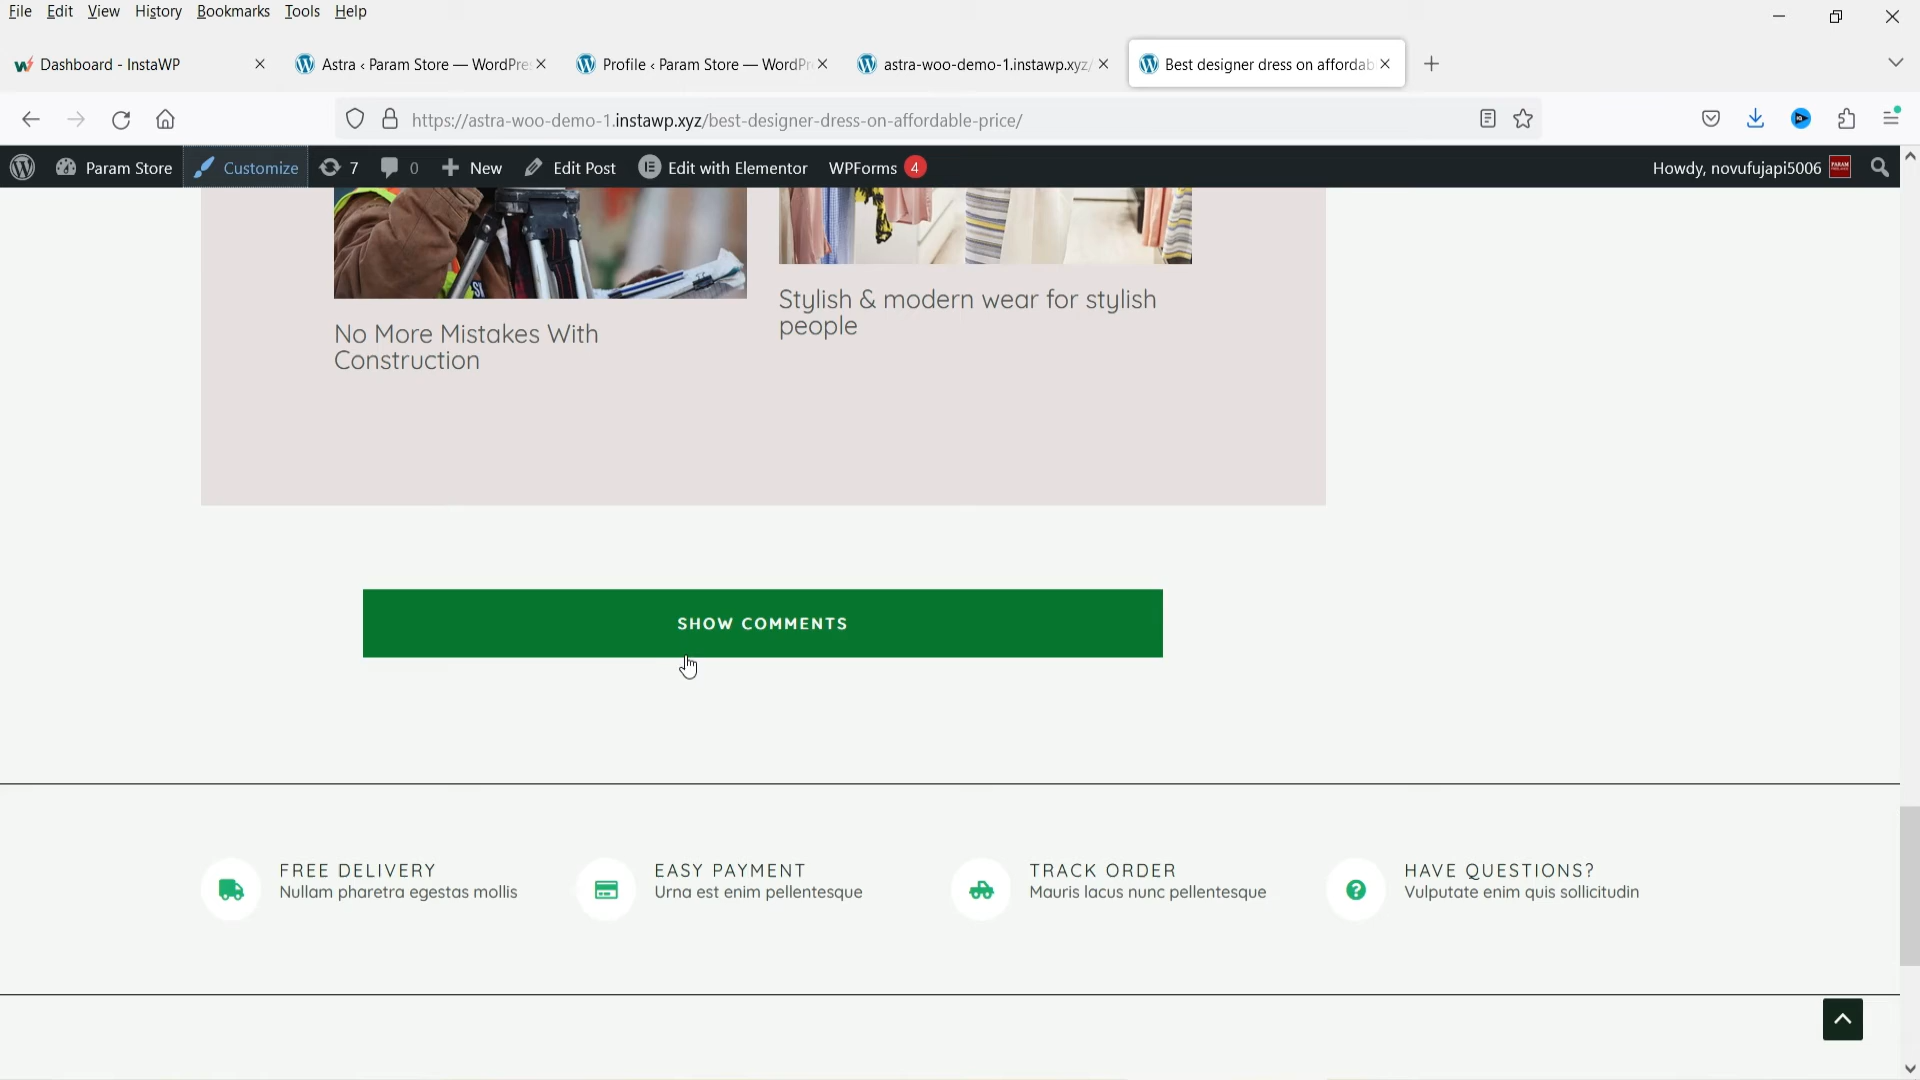 File Edit View History Bookmarks Tools Help
Dashboard - InstaWP
Astra ‹ Param Store — WordPre
Profile ‹ Param Store — WordPr
astra-woo-demo-1.instawp.xyz/
Best designer dress on affordab
https://astra-woo-demo-1.instawp.xyz/best-designer-dress-on-affordable-price/
Param Store Customize 7 0 New Edit Post Edit with Elementor WPForms 4 Howdy, novufujapi5006
No More Mistakes With
Construction
Stylish & modern wear for stylish
people
SHOW COMMENTS
FREE DELIVERY
Nullam pharetra egestas mollis
EASY PAYMENT
Urna est enim pellentesque
TRACK ORDER
Mauris lacus nunc pellentesque
HAVE QUESTIONS?
Vulputate enim quis sollicitudin